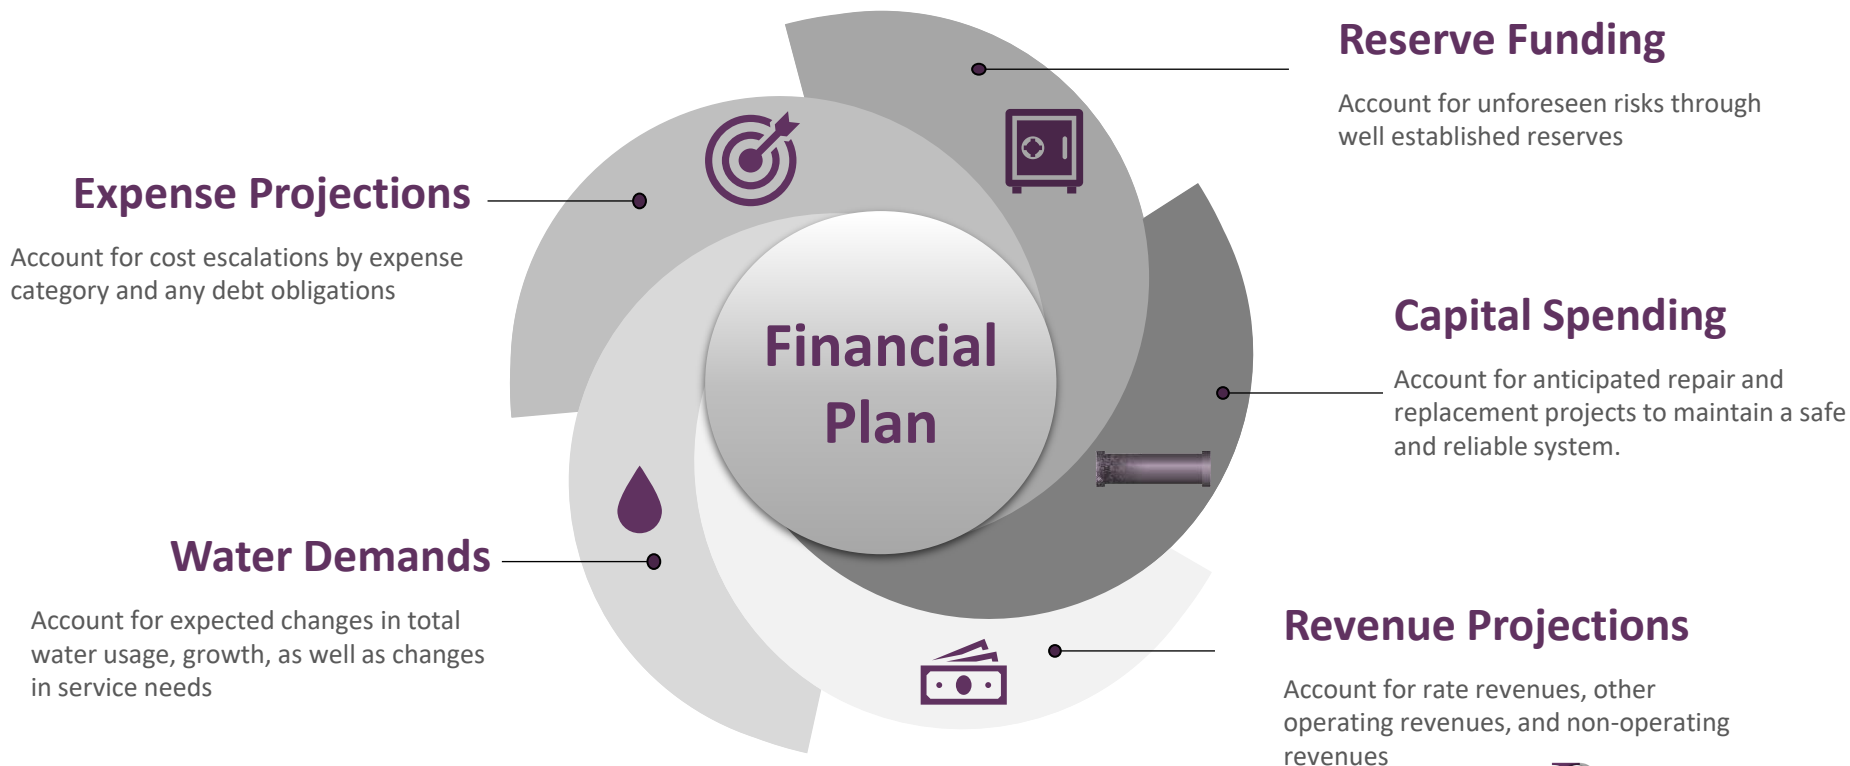 Reserve Funding
Account for unforeseen risks through
well established reserves
Expense Projections
Account for cost escalations by expense
category and any debt obligations
Financial
Plan
Capital Spending
Account for anticipated repair and
replacement projects to maintain a safe
and reliable system.
Water Demands
Account for expected changes in total
water usage, growth, as well as changes
in service needs
Revenue Projections
Account for rate revenues, other
operating revenues, and non-operating
revenues